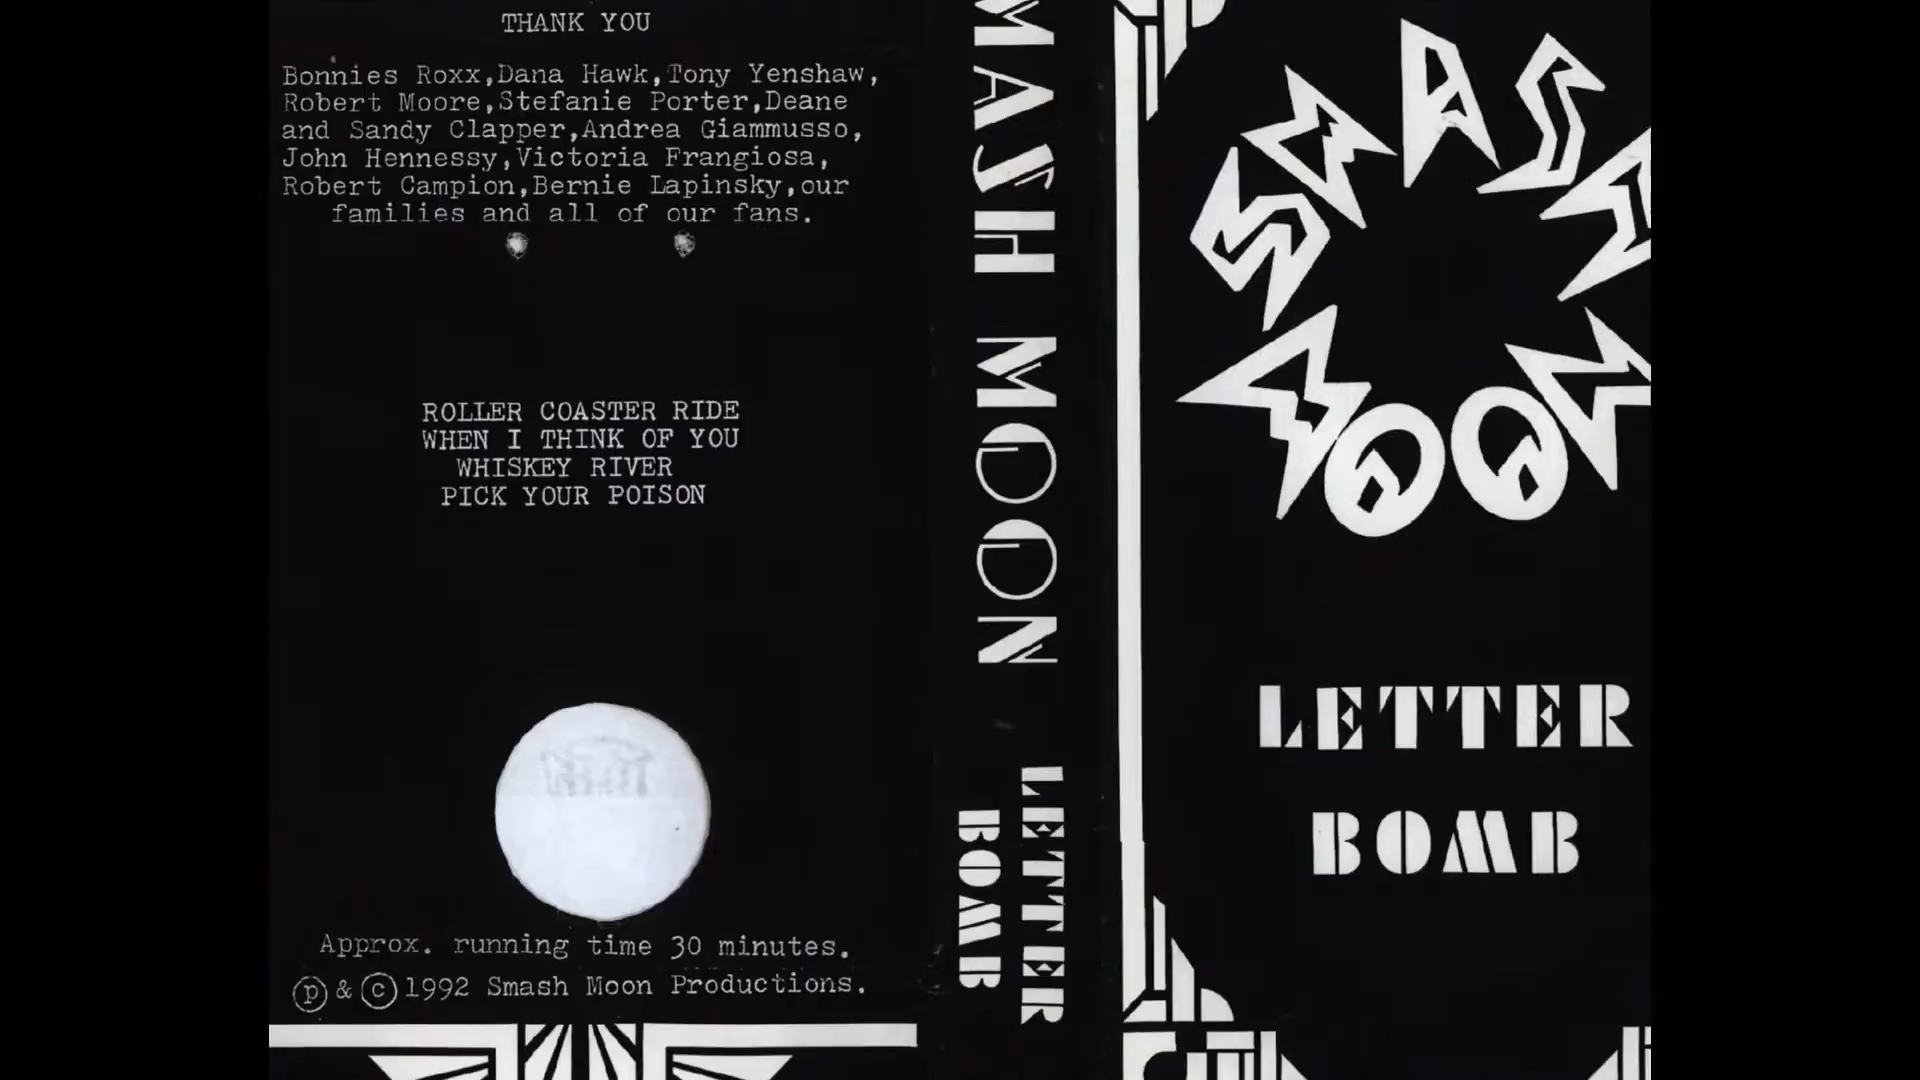 THANK YOU
Bonnies Roxx,Dana Hawk,Tony Yenshaw,
Robert Moore,Stefanie Porter,Deane
and Sandy Clapper,Andrea Giammusso,
John Hennessy,Victoria Frangiosa,
Robert Campion,Bernie Lapinsky,our
families and all of our fans.
ROLLER COASTER RIDE
WHEN I THINK OF YOU
WHISKEY RIVER
PICK YOUR POISON
Approx. running time 30 minutes.
Ⓟ & © 1992 Smash Moon Productions.
MASH MOON
LETTER
BOMB
SMASH
MOON
LETTER
BOMB